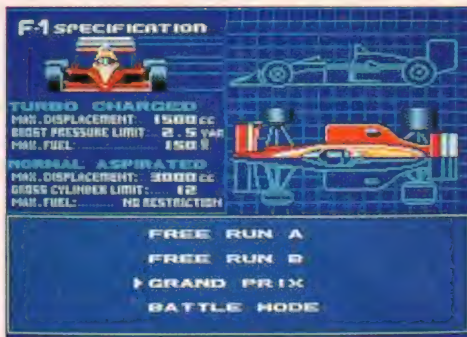 F-1 SPECIFICATION
TURBO CHARGED
MAX. DISPLACEMENT: 1500cc
BOOST PRESSURE LIMIT: 2.5
MAX. FUEL: 150
NORMAL ASPIRATED
MAX. DISPLACEMENT: 3000cc
GROSS CYLINDER LIMIT: 12
MAX. FUEL: NO RESTRICTION
FREE RUN A
FREE RUN B
GRAND PRIX
BATTLE MODE